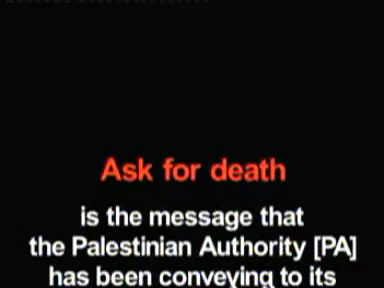 Ask for death
is the message that
the Palestinian Authority [PA]
has been conveying to its